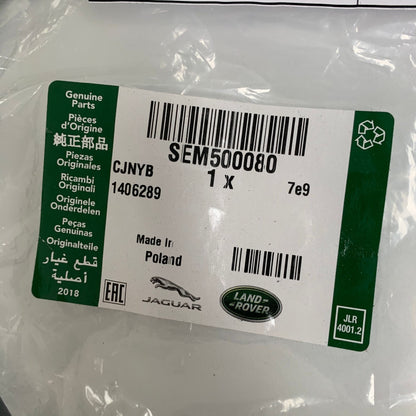 Genuine
Parts
Pièces
d'Origine
純正部品
Piezas
Originales
Ricambi
Originali
Originele
Onderdelen
Peças
Genuínas
Originalteile
قطع غيار
أصلية
2018
SEM500080
1 x
CJNYB
1406289
7e9
Made in
Poland
EAC
JAGUAR
LAND-
ROVER
JLR
4001.2